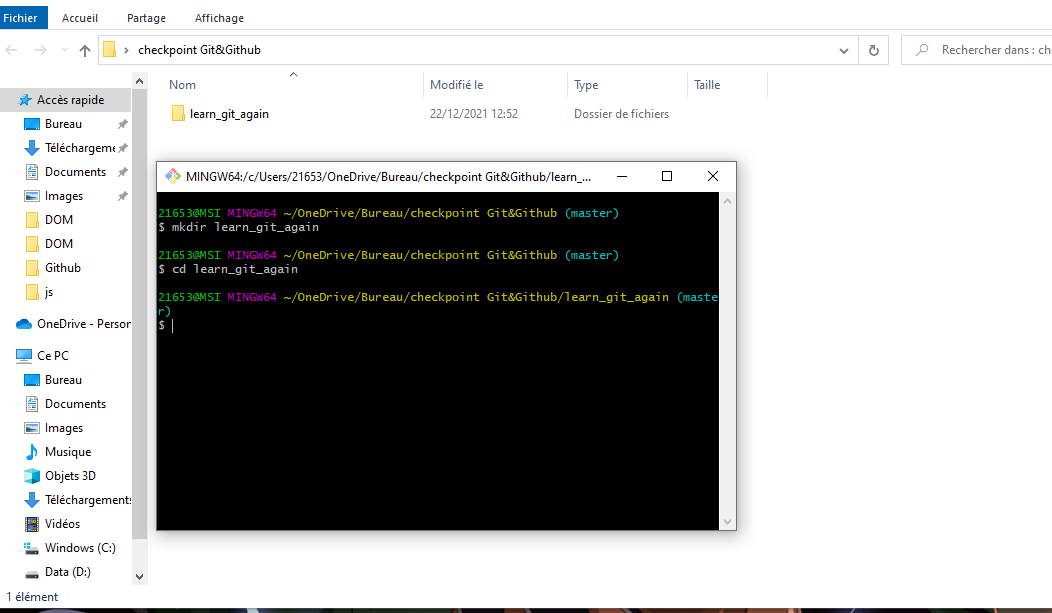 Fichier Accueil Partage Affichage
checkpoint Git&Github
Rechercher dans : ch
Nom Modifié le Type Taille
learn_git_again 22/12/2021 12:52 Dossier de fichiers
Accès rapide
Bureau
Téléchargeme
Documents
Images
DOM
DOM
Github
js
OneDrive - Person
Ce PC
Bureau
Documents
Images
Musique
Objets 3D
Téléchargements
Vidéos
Windows (C:)
Data (D:)
1 élément
MINGW64:/c/Users/21653/OneDrive/Bureau/checkpoint Git&Github/learn_...
21653@MSI MINGW64 ~/OneDrive/Bureau/checkpoint Git&Github (master)
$ mkdir learn_git_again
21653@MSI MINGW64 ~/OneDrive/Bureau/checkpoint Git&Github (master)
$ cd learn_git_again
21653@MSI MINGW64 ~/OneDrive/Bureau/checkpoint Git&Github/learn_git_again (maste
r)
$